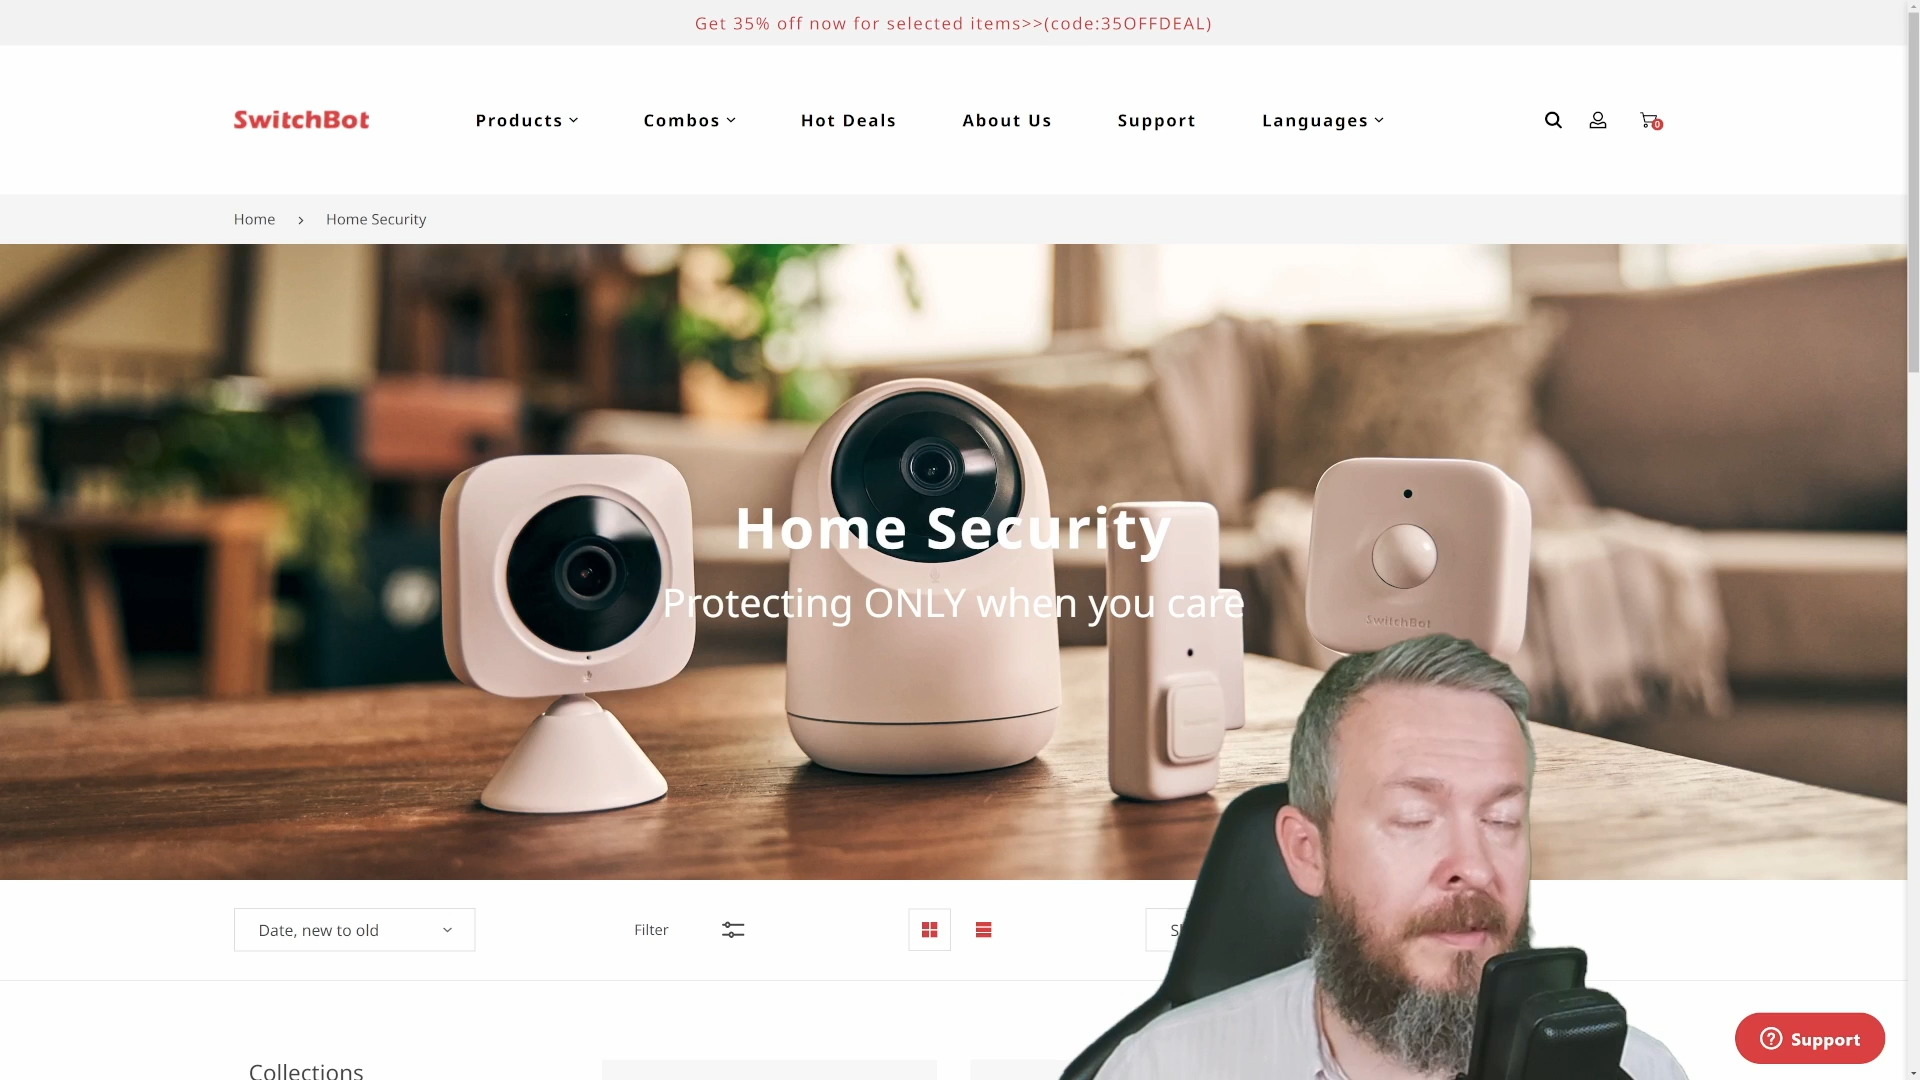 Get 35% off now for selected items>>(code:35OFFDEAL)
SwitchBot
Products
Combos
Hot Deals
About Us
Support
Languages
0
Home > Home Security
Home Security
Protecting ONLY when you care
SwitchBot
Date, new to old
Filter
Support
Collections